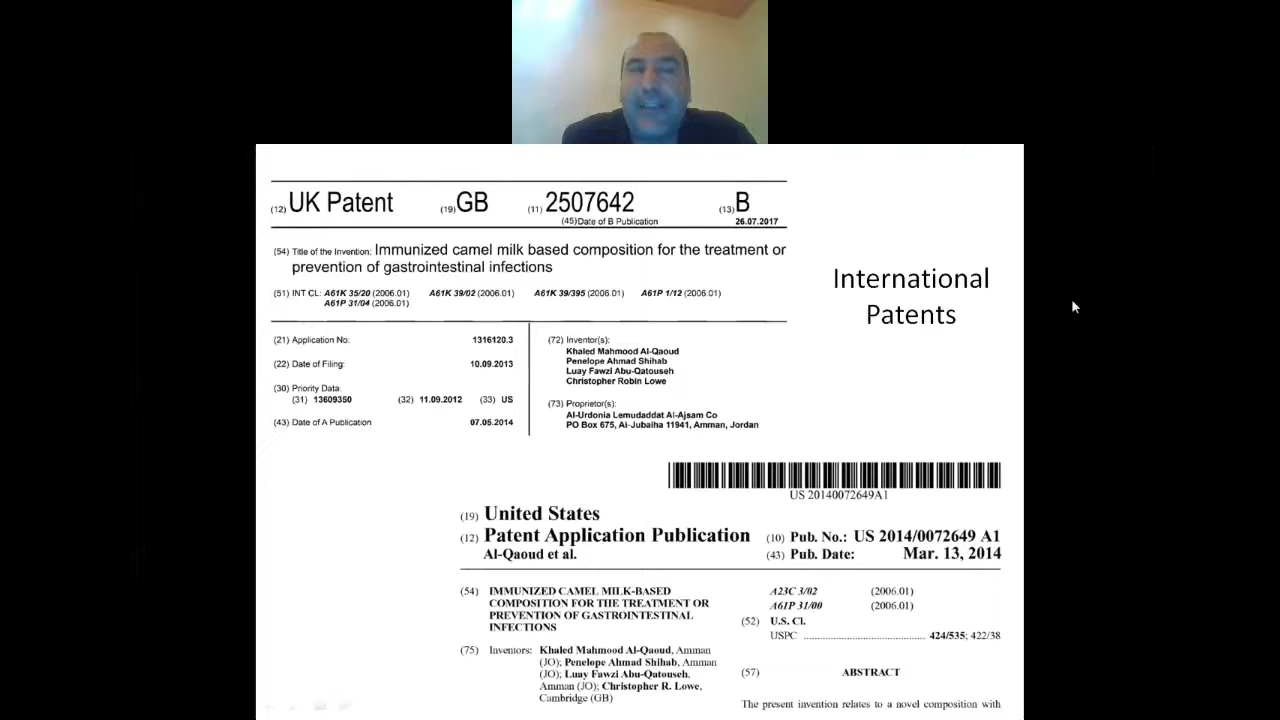 (12) UK Patent (19) GB (11) 2507642 (13) B
(45) Date of B Publication 26.07.2017
(54) Title of the Invention: Immunized camel milk based composition for the treatment or
prevention of gastrointestinal infections
(51) INT CL: A61K 35/20 (2006.01) A61K 39/02 (2006.01) A61K 39/395 (2006.01) A61P 1/12 (2006.01)
A61P 31/04 (2006.01)
(21) Application No: 1316120.3
(22) Date of Filing: 10.09.2013
(30) Priority Data:
(31) 13609350 (32) 11.09.2012 (33) US
(43) Date of A Publication 07.05.2014
(72) Inventor(s):
Khaled Mahmood Al-Qaoud
Penelope Ahmad Shihab
Luay Fawzi Abu-Qatouseh
Christopher Robin Lowe
(73) Proprietor(s):
Al-Urdonia Lemudaddat Al-Ajsam Co
PO Box 675, Al-Jubaiha 11941, Amman, Jordan
International
Patents
US 20140072649A1
(19) United States
(12) Patent Application Publication (10) Pub. No.: US 2014/0072649 A1
Al-Qaoud et al. (43) Pub. Date: Mar. 13, 2014
(54) IMMUNIZED CAMEL MILK-BASED
COMPOSITION FOR THE TREATMENT OR
PREVENTION OF GASTROINTESTINAL
INFECTIONS
(75) Inventors: Khaled Mahmood Al-Qaoud, Amman
(JO); Penelope Ahmad Shihab, Amman
(JO); Luay Fawzi Abu-Qatouseh,
Amman (JO); Christopher R. Lowe,
Cambridge (GB)
A23C 3/02 (2006.01)
A61P 31/00 (2006.01)
(52) U.S. Cl.
USPC .......................................... 424/535; 422/38
(57) ABSTRACT
The present invention relates to a novel composition with